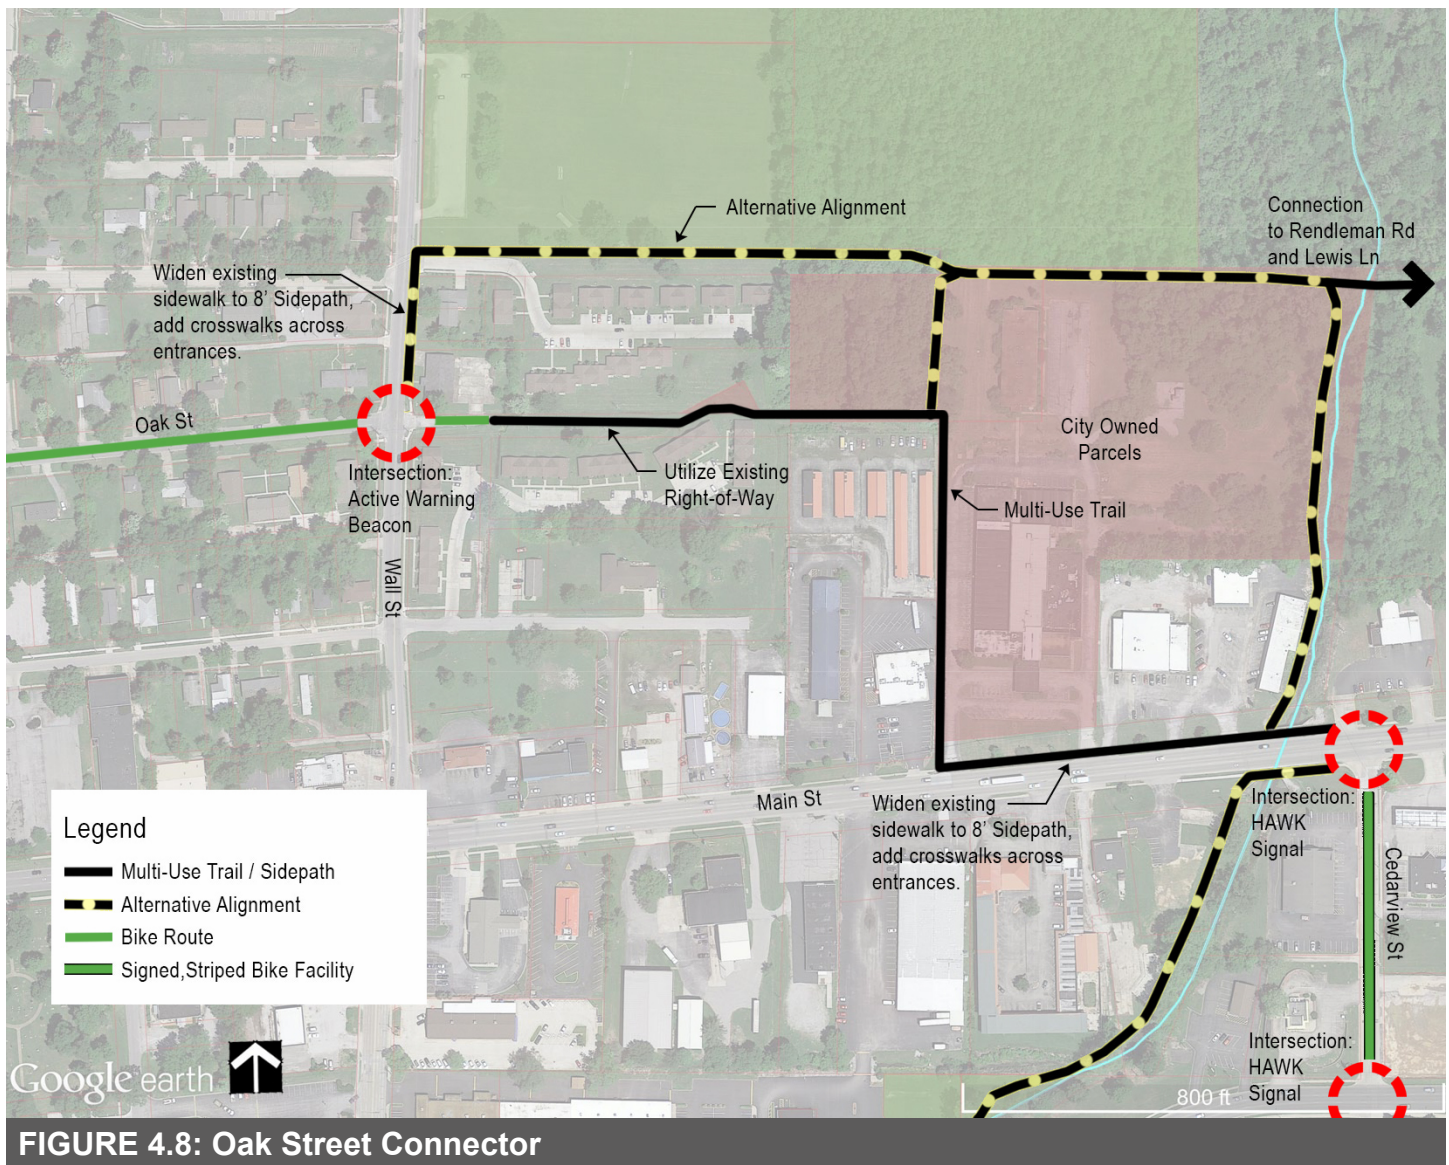 Alternative Alignment
Connection
to Rendleman Rd
and Lewis Ln
Widen existing
sidewalk to 8' Sidepath,
add crosswalks across
entrances.
Oak St
City Owned
Parcels
Intersection:
Active Warning
Beacon
Utilize Existing
Right-of-Way
Multi-Use Trail
Wall St
Main St
Widen existing
sidewalk to 8' Sidepath,
add crosswalks across
entrances.
Intersection:
HAWK
Signal
Cedarview St
Legend
Multi-Use Trail / Sidepath
Alternative Alignment
Bike Route
Signed,Striped Bike Facility
Intersection:
HAWK
Signal
Google earth
800 ft
FIGURE 4.8: Oak Street Connector